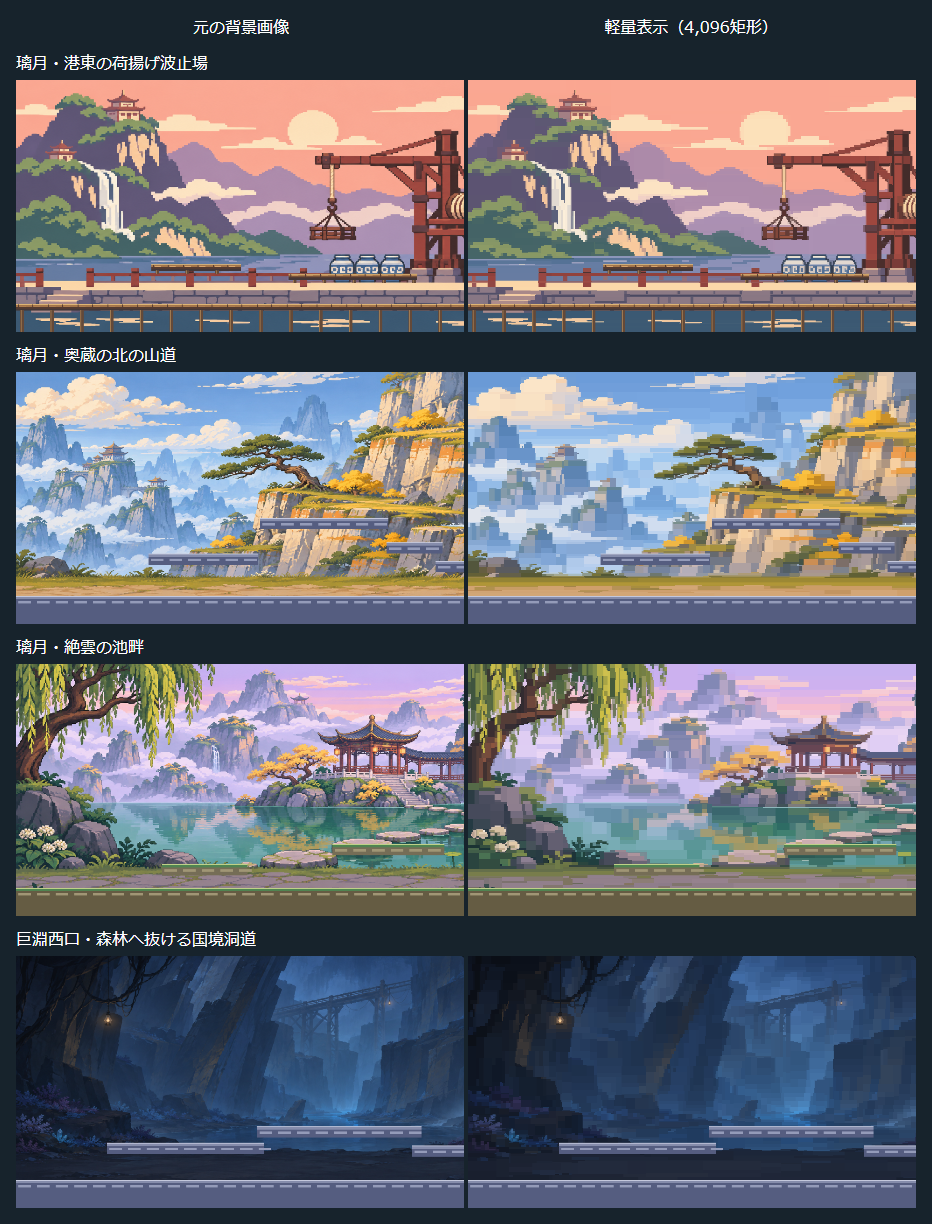 元の背景画像
軽量表示（4,096矩形）
璃月・港東の荷揚げ波止場
璃月・奥蔵の北の山道
璃月・絶雲の池畔
巨淵西口・森林へ抜ける国境洞道